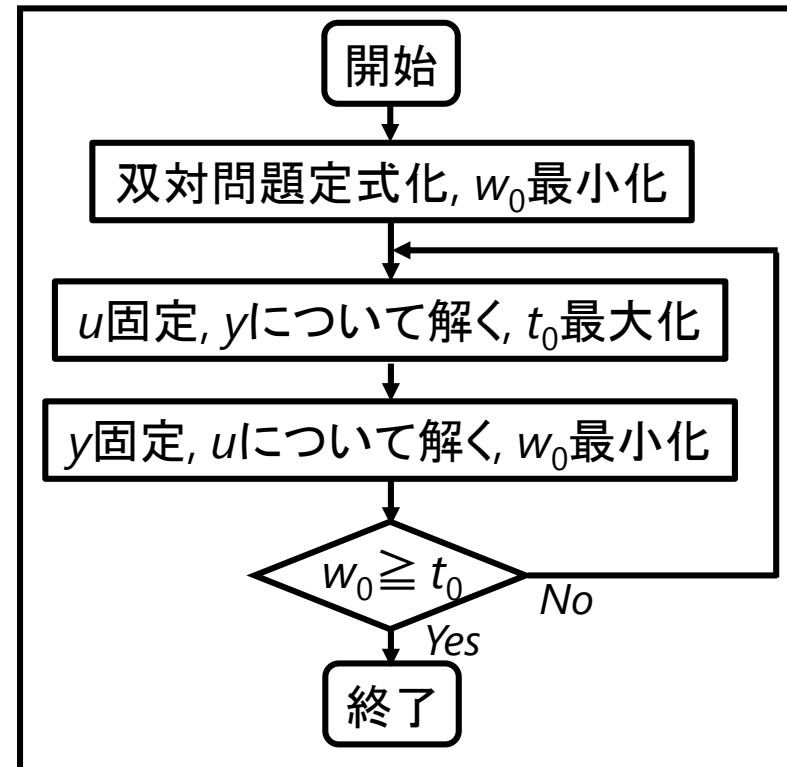 開始
双対問題定式化, w₀最小化
u固定, yについて解く, t₀最大化
y固定, uについて解く, w₀最小化
w₀≧ t₀
No
Yes
終了